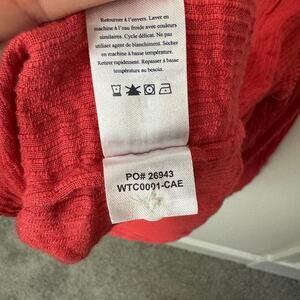 Retourner à l'envers. Laver en
machine à l'eau froide avec couleurs
similaires. Cycle délicat. Ne pas
utiliser agent de blanchiment. Sécher
en machine à basse température.
Retirer rapidement. Repasser à basse
température au besoin.
PO# 26943
WTC0001-CAE